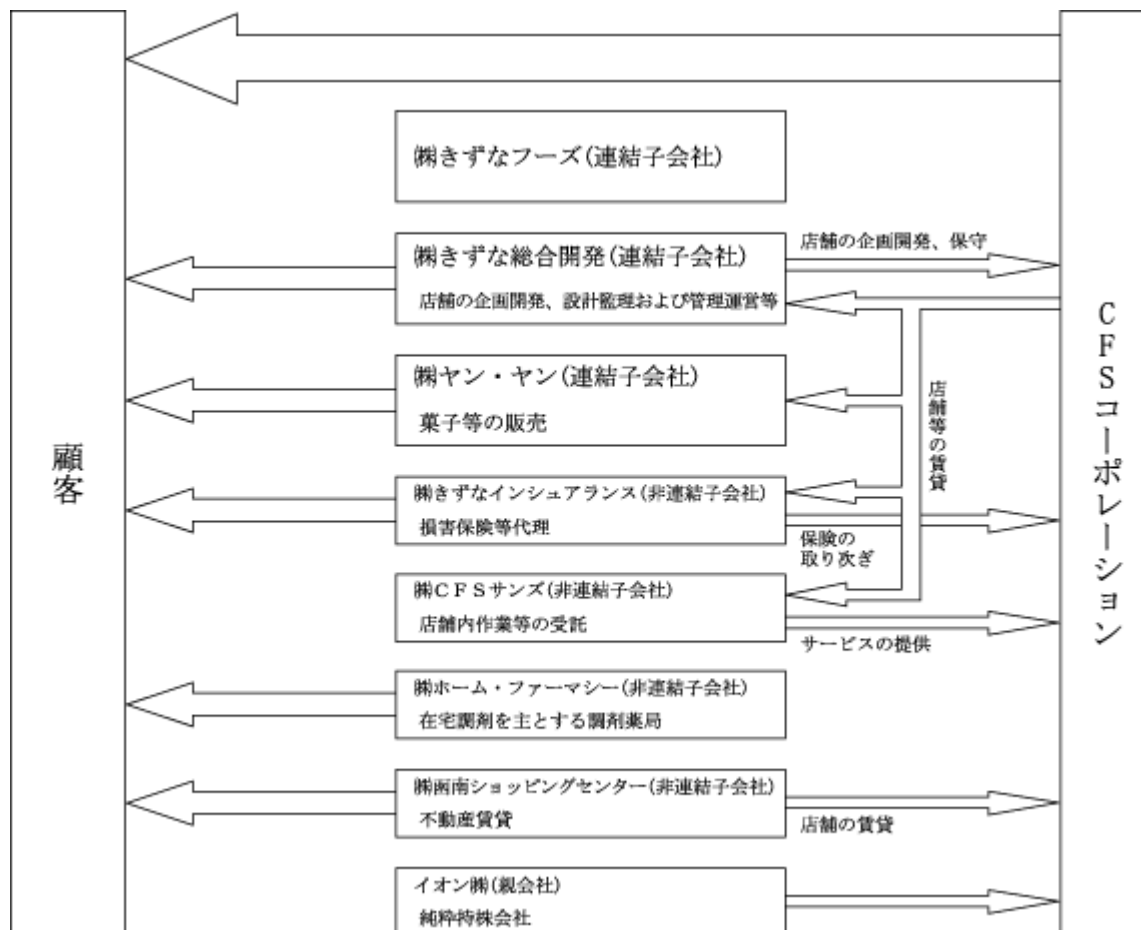 ㈱きずなフーズ(連結子会社)
㈱きずな総合開発(連結子会社)
店舗の企画開発、設計監理および管理運営等
店舗の企画開発、保守
㈱ヤン・ヤン(連結子会社)
菓子等の販売
店舗等の賃貸
顧客
CFSコーポレーション
㈱きずなインシュアランス(非連結子会社)
損害保険等代理
保険の
取り次ぎ
㈱CFSサンズ(非連結子会社)
店舗内作業等の受託
サービスの提供
㈱ホーム・ファーマシー(非連結子会社)
在宅調剤を主とする調剤薬局
㈱函南ショッピングセンター(非連結子会社)
不動産賃貸
店舗の賃貸
イオン㈱(親会社)
純粋持株会社